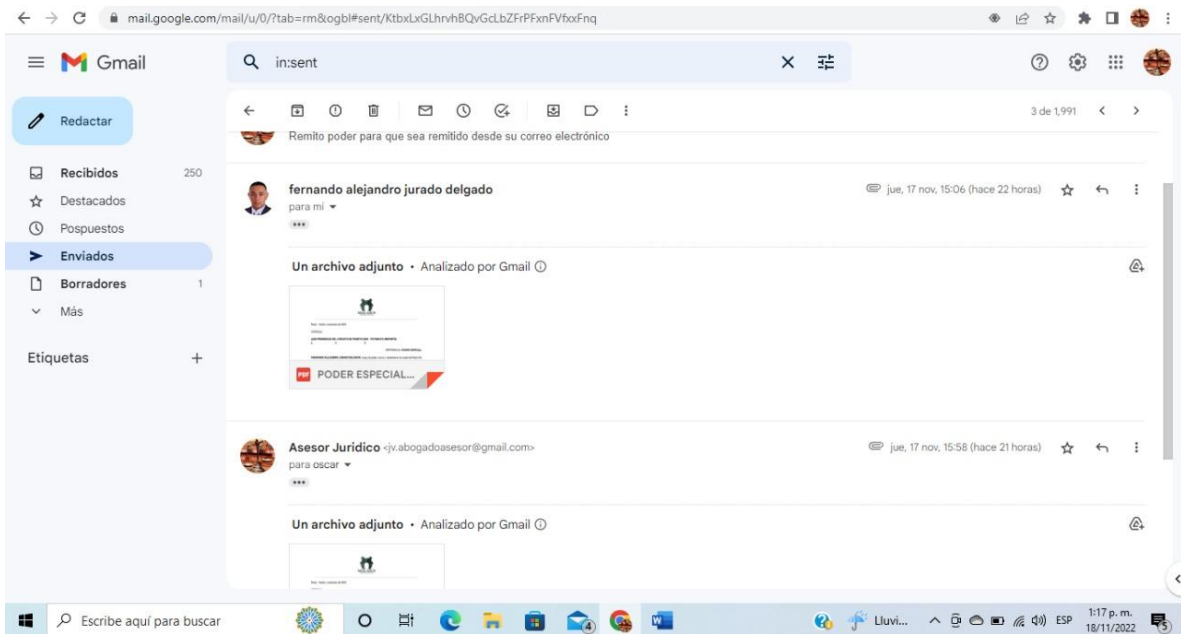 mail.google.com/mail/u/0/?tab=rm&ogbl#sent/KtbxLxGLhrvhBQvGcLbZFrPFxnFVfxxFnq
Gmail
in:sent
Redactar
3 de 1,991
Remito poder para que sea remitido desde su correo electrónico
Recibidos 250
Destacados
Pospuestos
Enviados
Borradores 1
Más
Etiquetas
fernando alejandro jurado delgado
jue, 17 nov, 15:06 (hace 22 horas)
para mí
Un archivo adjunto • Analizado por Gmail
PDF PODER ESPECIAL...
Asesor Juridico <jv.abogadoasesor@gmail.com>
jue, 17 nov, 15:58 (hace 21 horas)
para oscar
Un archivo adjunto • Analizado por Gmail
Escribe aquí para buscar
4
Lluvi...
ESP
1:17 p. m.
18/11/2022
5